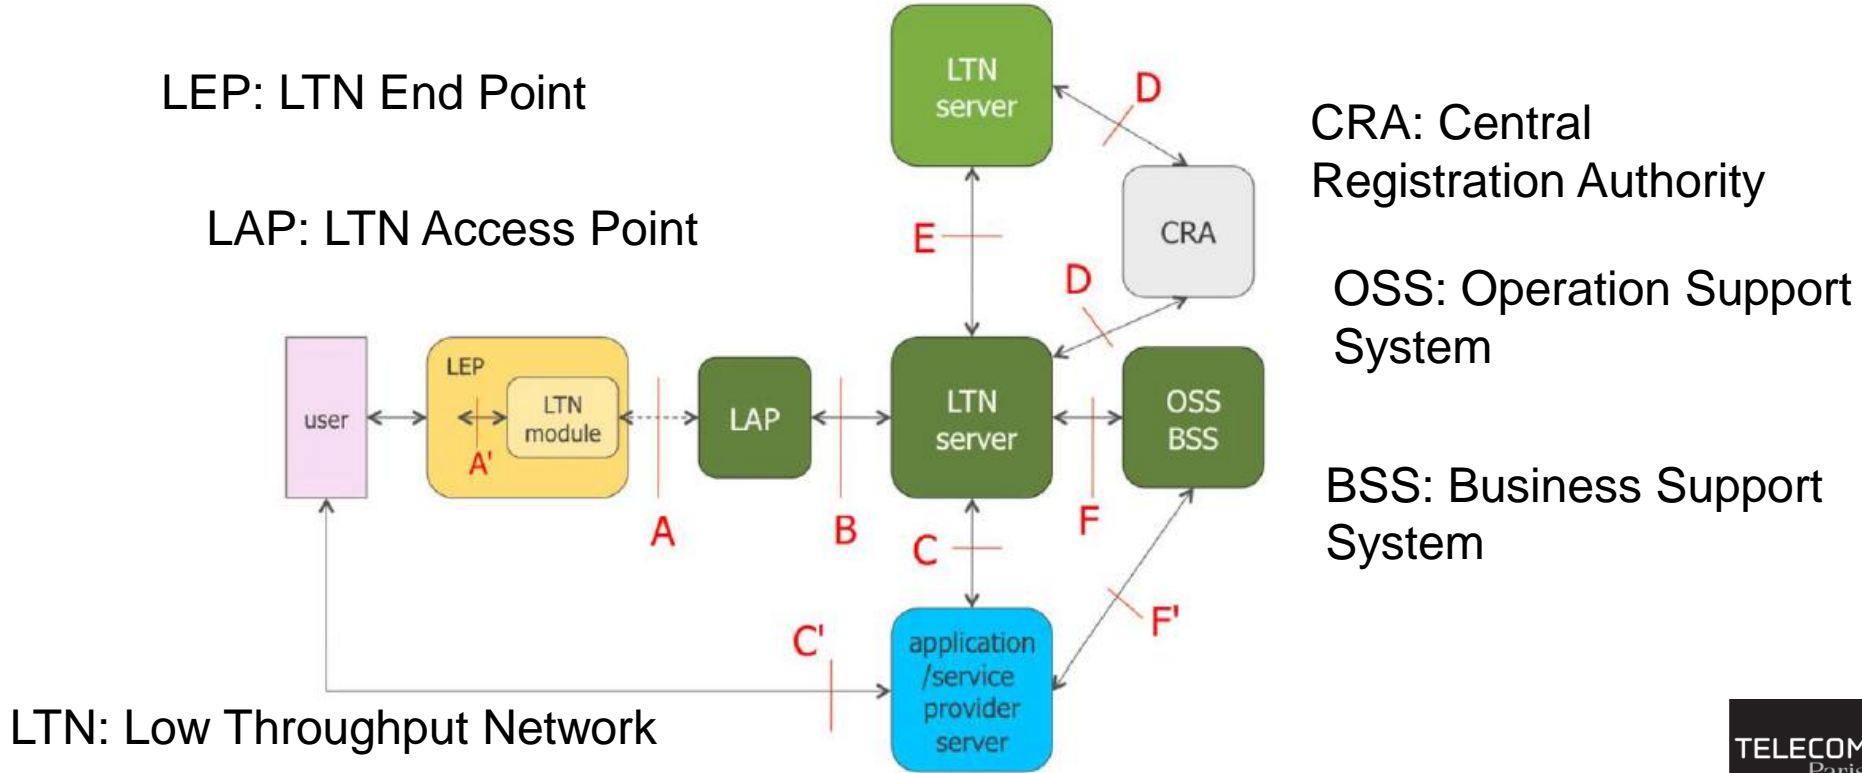 LTN
server
D
LEP: LTN End Point
CRA: Central
Registration Authority
LAP: LTN Access Point
E
CRA
D
OSS: Operation Support
System
LEP
user
LTN
module
A'
LAP
LTN
server
OSS
BSS
A
B
C
F
BSS: Business Support
System
C'
F'
application
/service
provider
server
LTN: Low Throughput Network
TELECOM
Paris